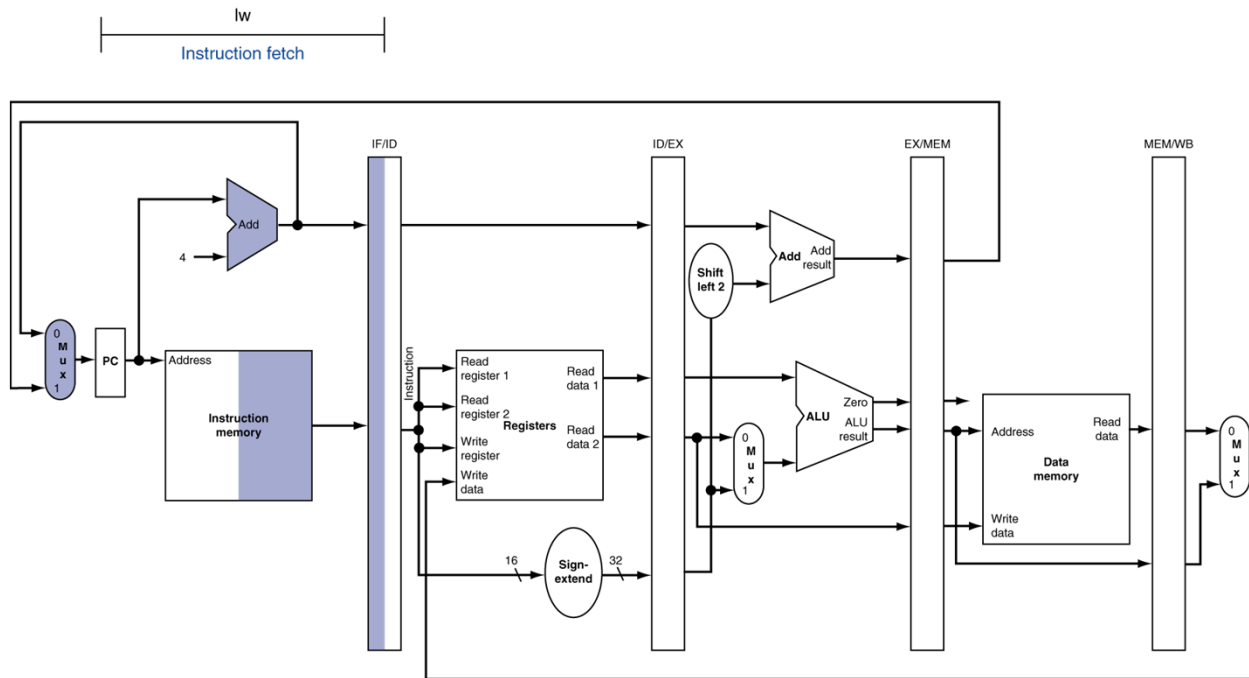 lw
Instruction fetch
IF/ID
ID/EX
EX/MEM
MEM/WB
Add
4
Shift
left 2
Add
Add
result
0
M
u
x
1
PC
Address
Instruction
memory
Instruction
Read
register 1
Read
register 2
Write
register
Write
data
Registers
Read
data 1
Read
data 2
16
Sign-
extend
32
0
M
u
x
1
ALU
Zero
ALU
result
Address
Write
data
Data
memory
Read
data
0
M
u
x
1